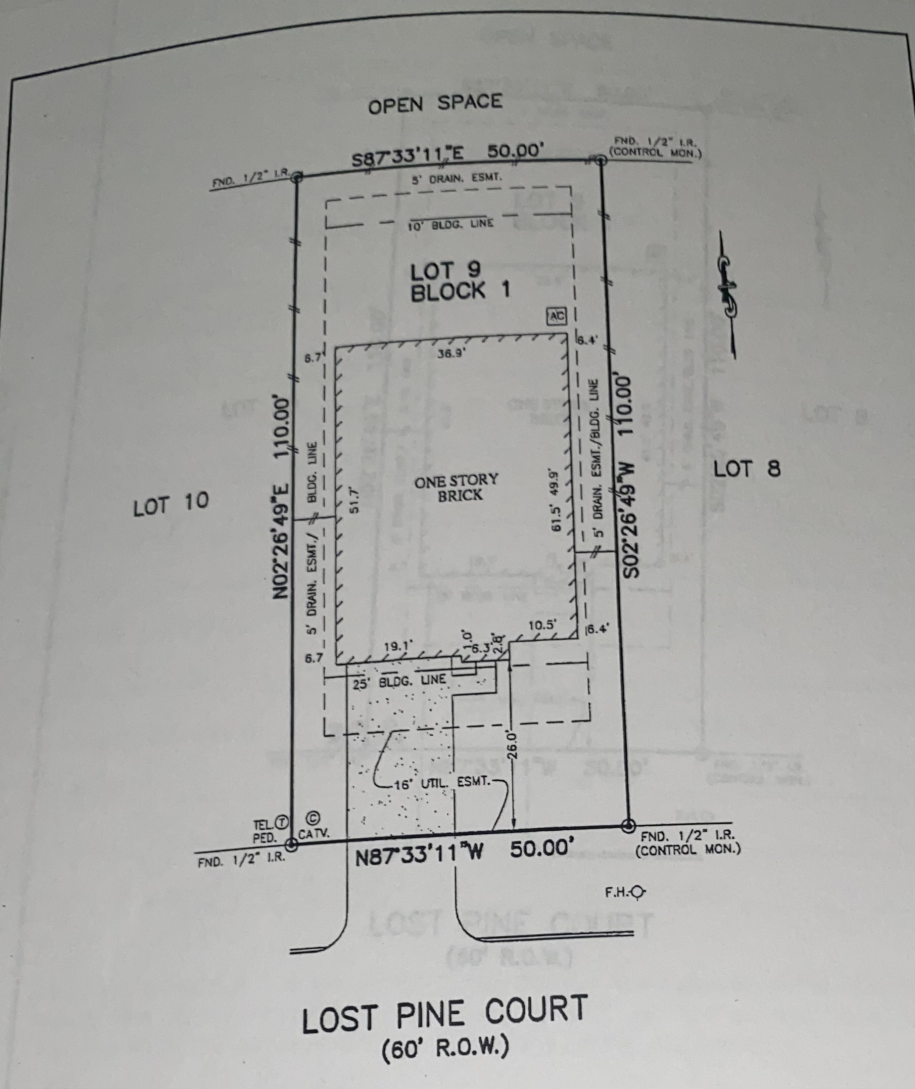 OPEN SPACE
FND. 1/2" I.R.
(CONTROL MON.)
S87°33'11"E 50.00'
FND. 1/2" I.R.
5' DRAIN. ESMT.
10' BLDG. LINE
LOT 9
BLOCK 1
AC
6.7'
36.9'
6.4'
N02°26'49"E 110.00'
5' DRAIN. ESMT./ BLDG. LINE
51.7'
ONE STORY
BRICK
61.5' 49.9'
5' DRAIN. ESMT./BLDG. LINE
S02°26'49"W 110.00'
LOT 10
LOT 8
6.7
19.1'
1.0'
6.3'
10.5'
6.4'
25' BLDG. LINE
26.0'
16' UTIL. ESMT.
TEL. T C
PED. CATV.
FND. 1/2" I.R.
N87°33'11"W 50.00'
FND. 1/2" I.R.
(CONTROL MON.)
F.H.
LOST PINE COURT
(60' R.O.W.)